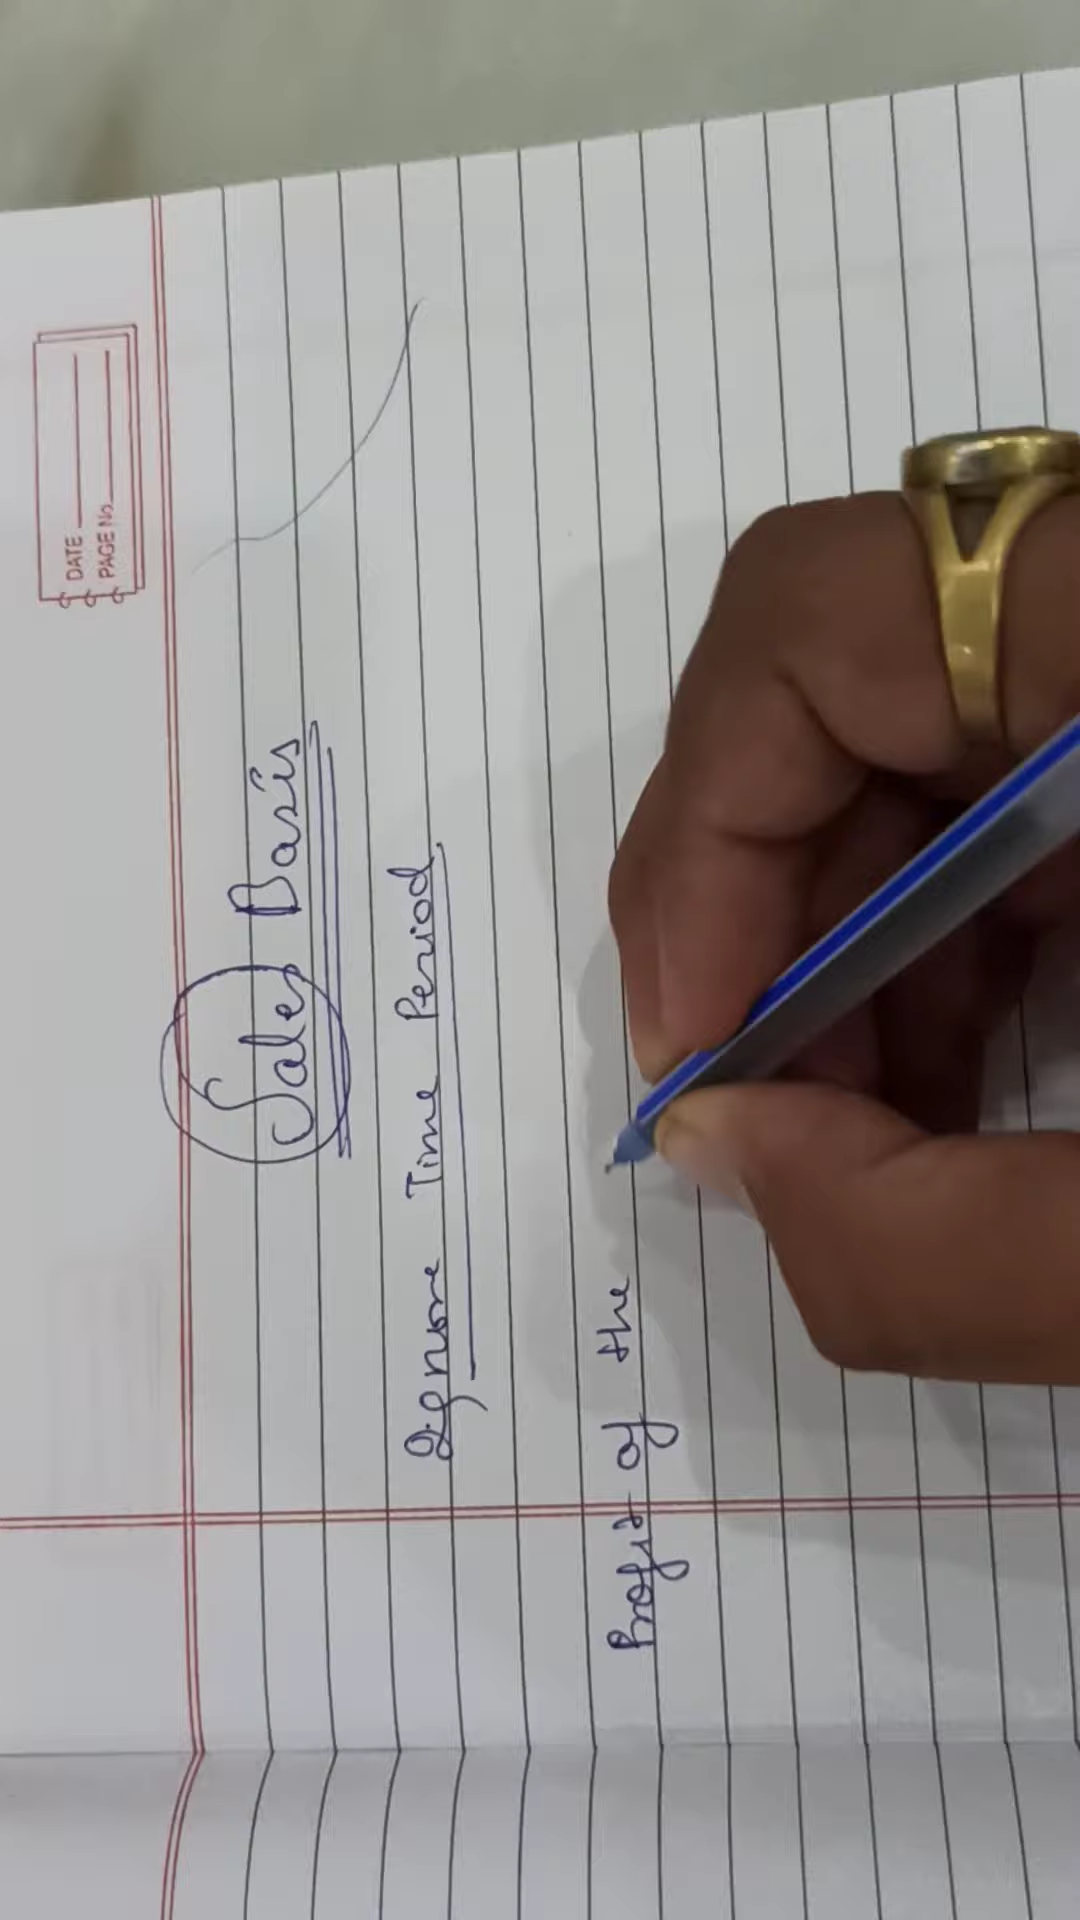 DATE
PAGE No.
Sales Basis
Ignore Time Period
Profit of the